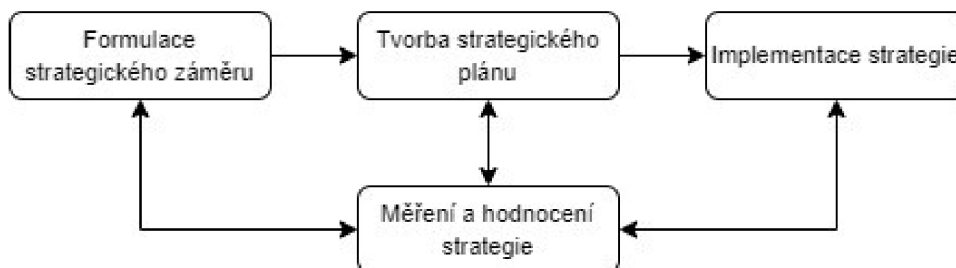 Formulace
strategického záměru
Tvorba strategického
plánu
Implementace strategie
Měření a hodnocení
strategie